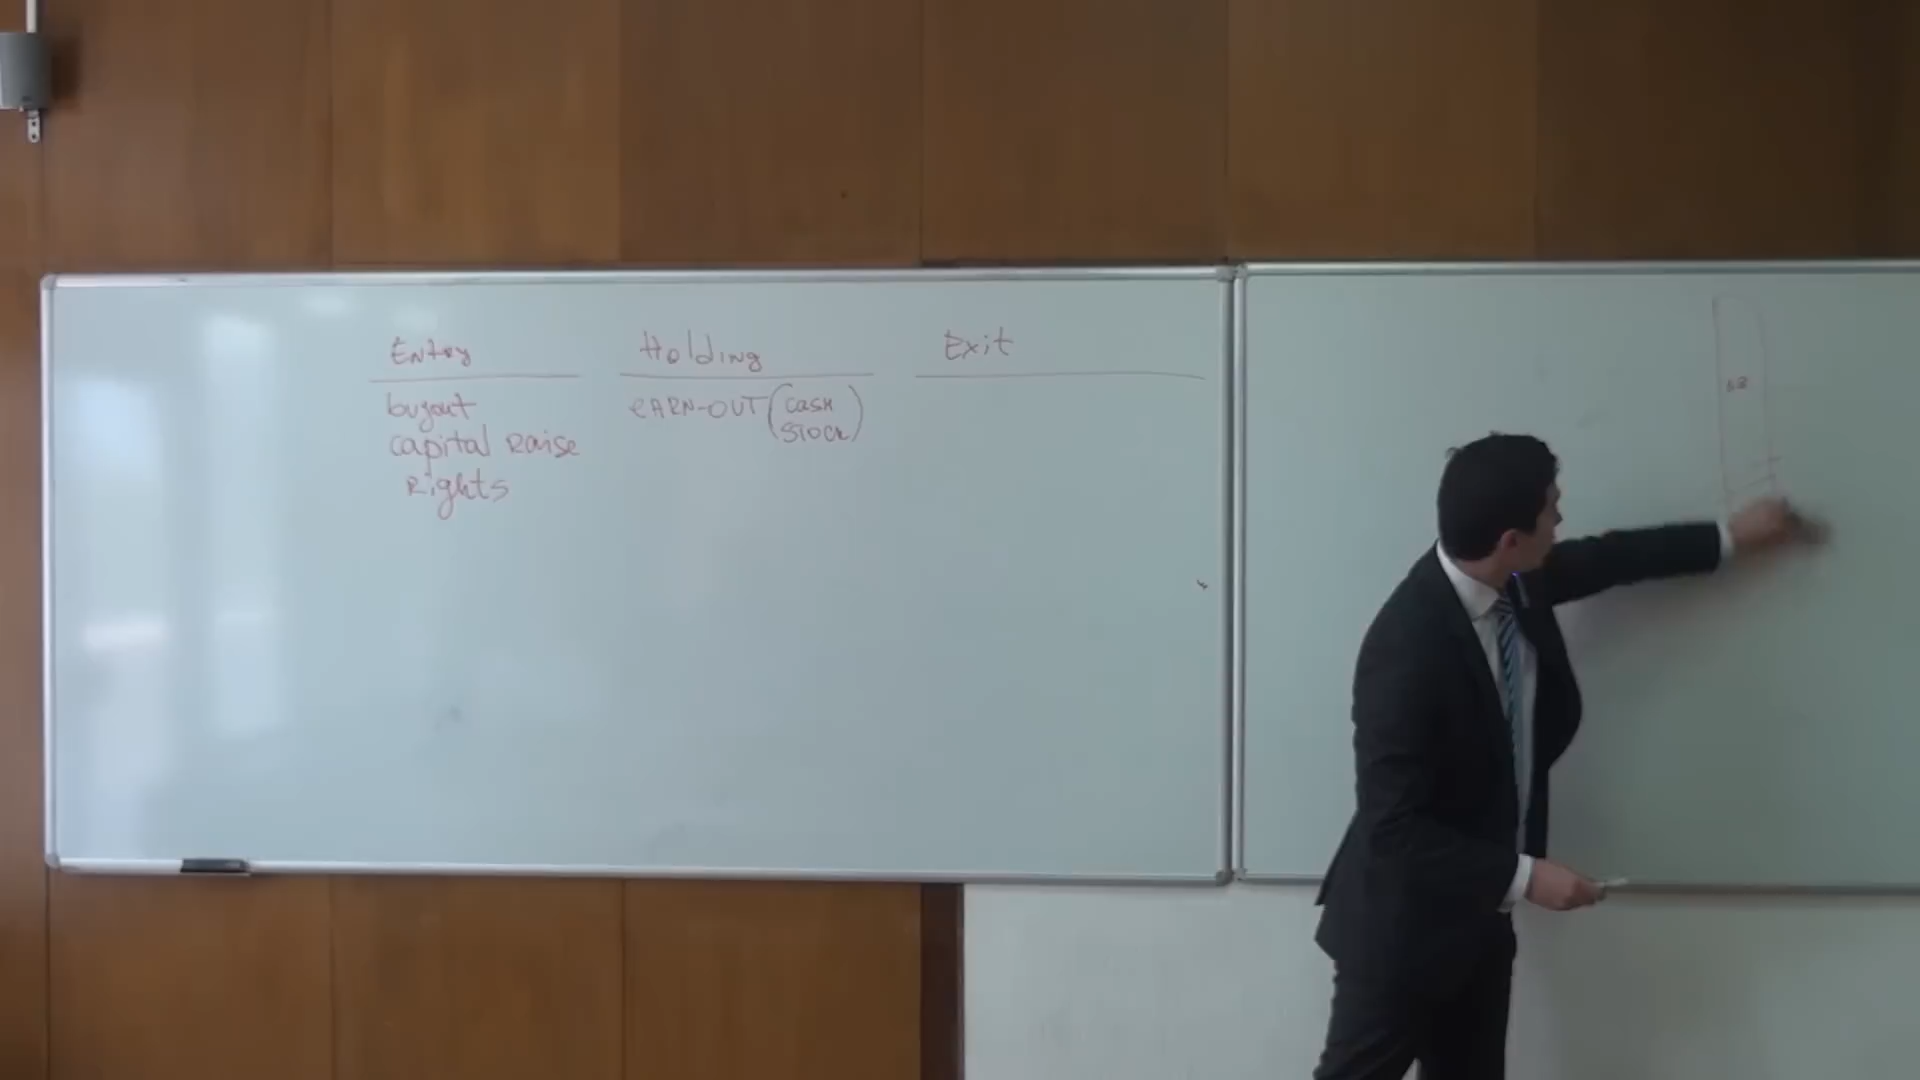 Entry
buyout
capital Raise
Rights
Holding
EARN-OUT (cash
stock)
Exit